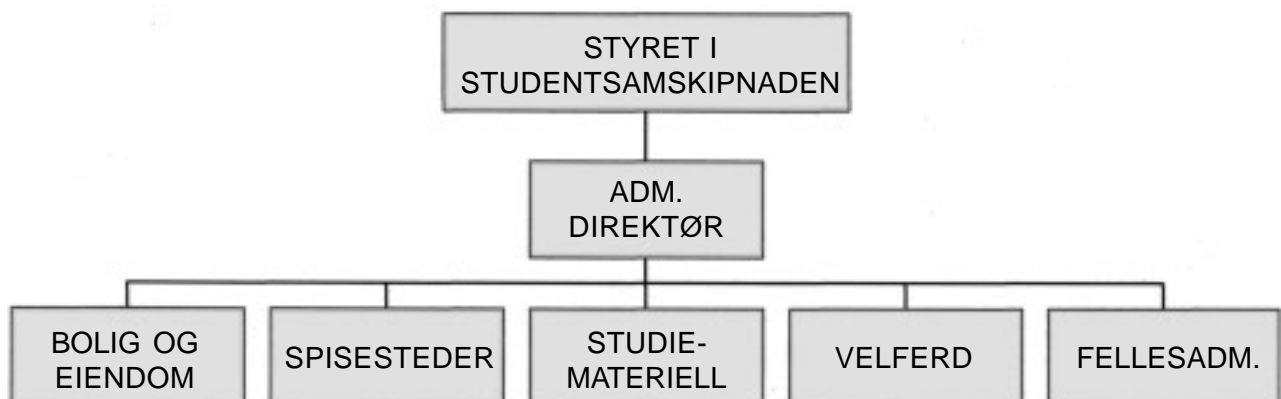 STYRET I
STUDENTSAMSKIPNADEN
ADM.
DIREKTØR
BOLIG OG
EIENDOM
SPISESTEDER
STUDIE-
MATERIELL
VELFERD
FELLESADM.